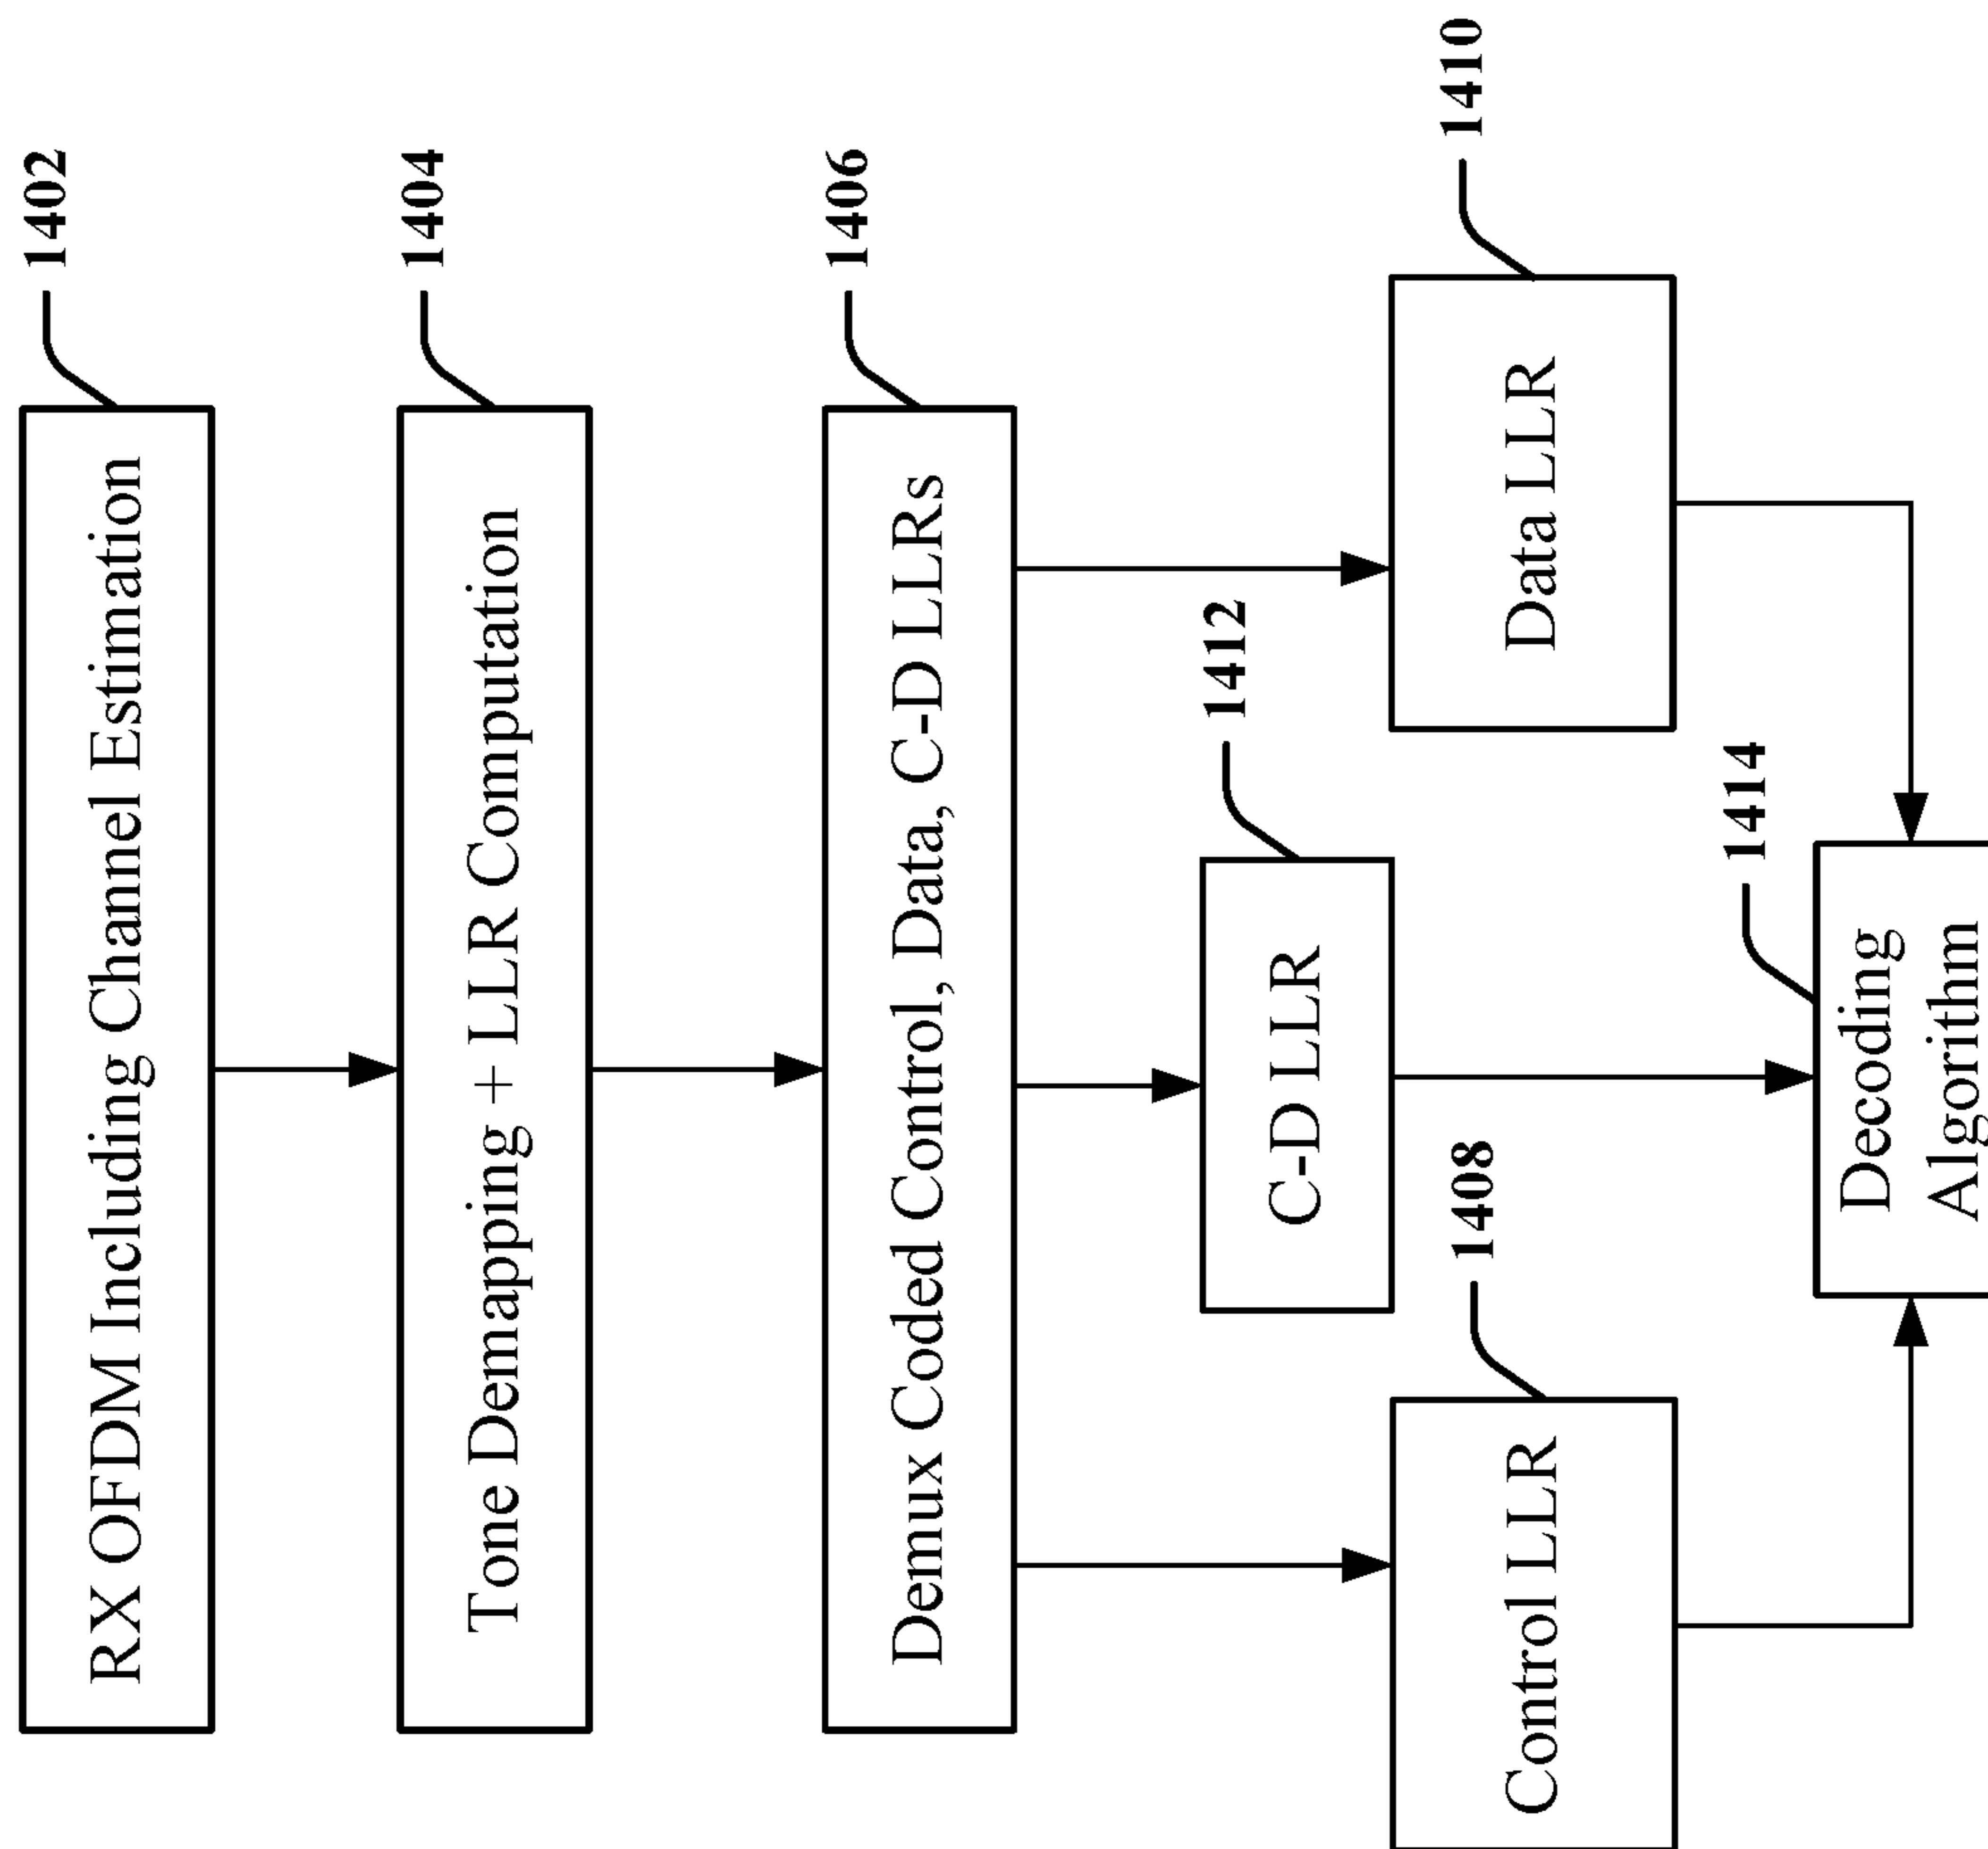 1402
RX OFDM Including Channel Estimation
1404
Tone Demapping + LLR Computation
1406
Demux Coded Control, Data, C-D LLRs
1412
C-D LLR
1408
Control LLR
1410
Data LLR
1414
Decoding
Algorithm